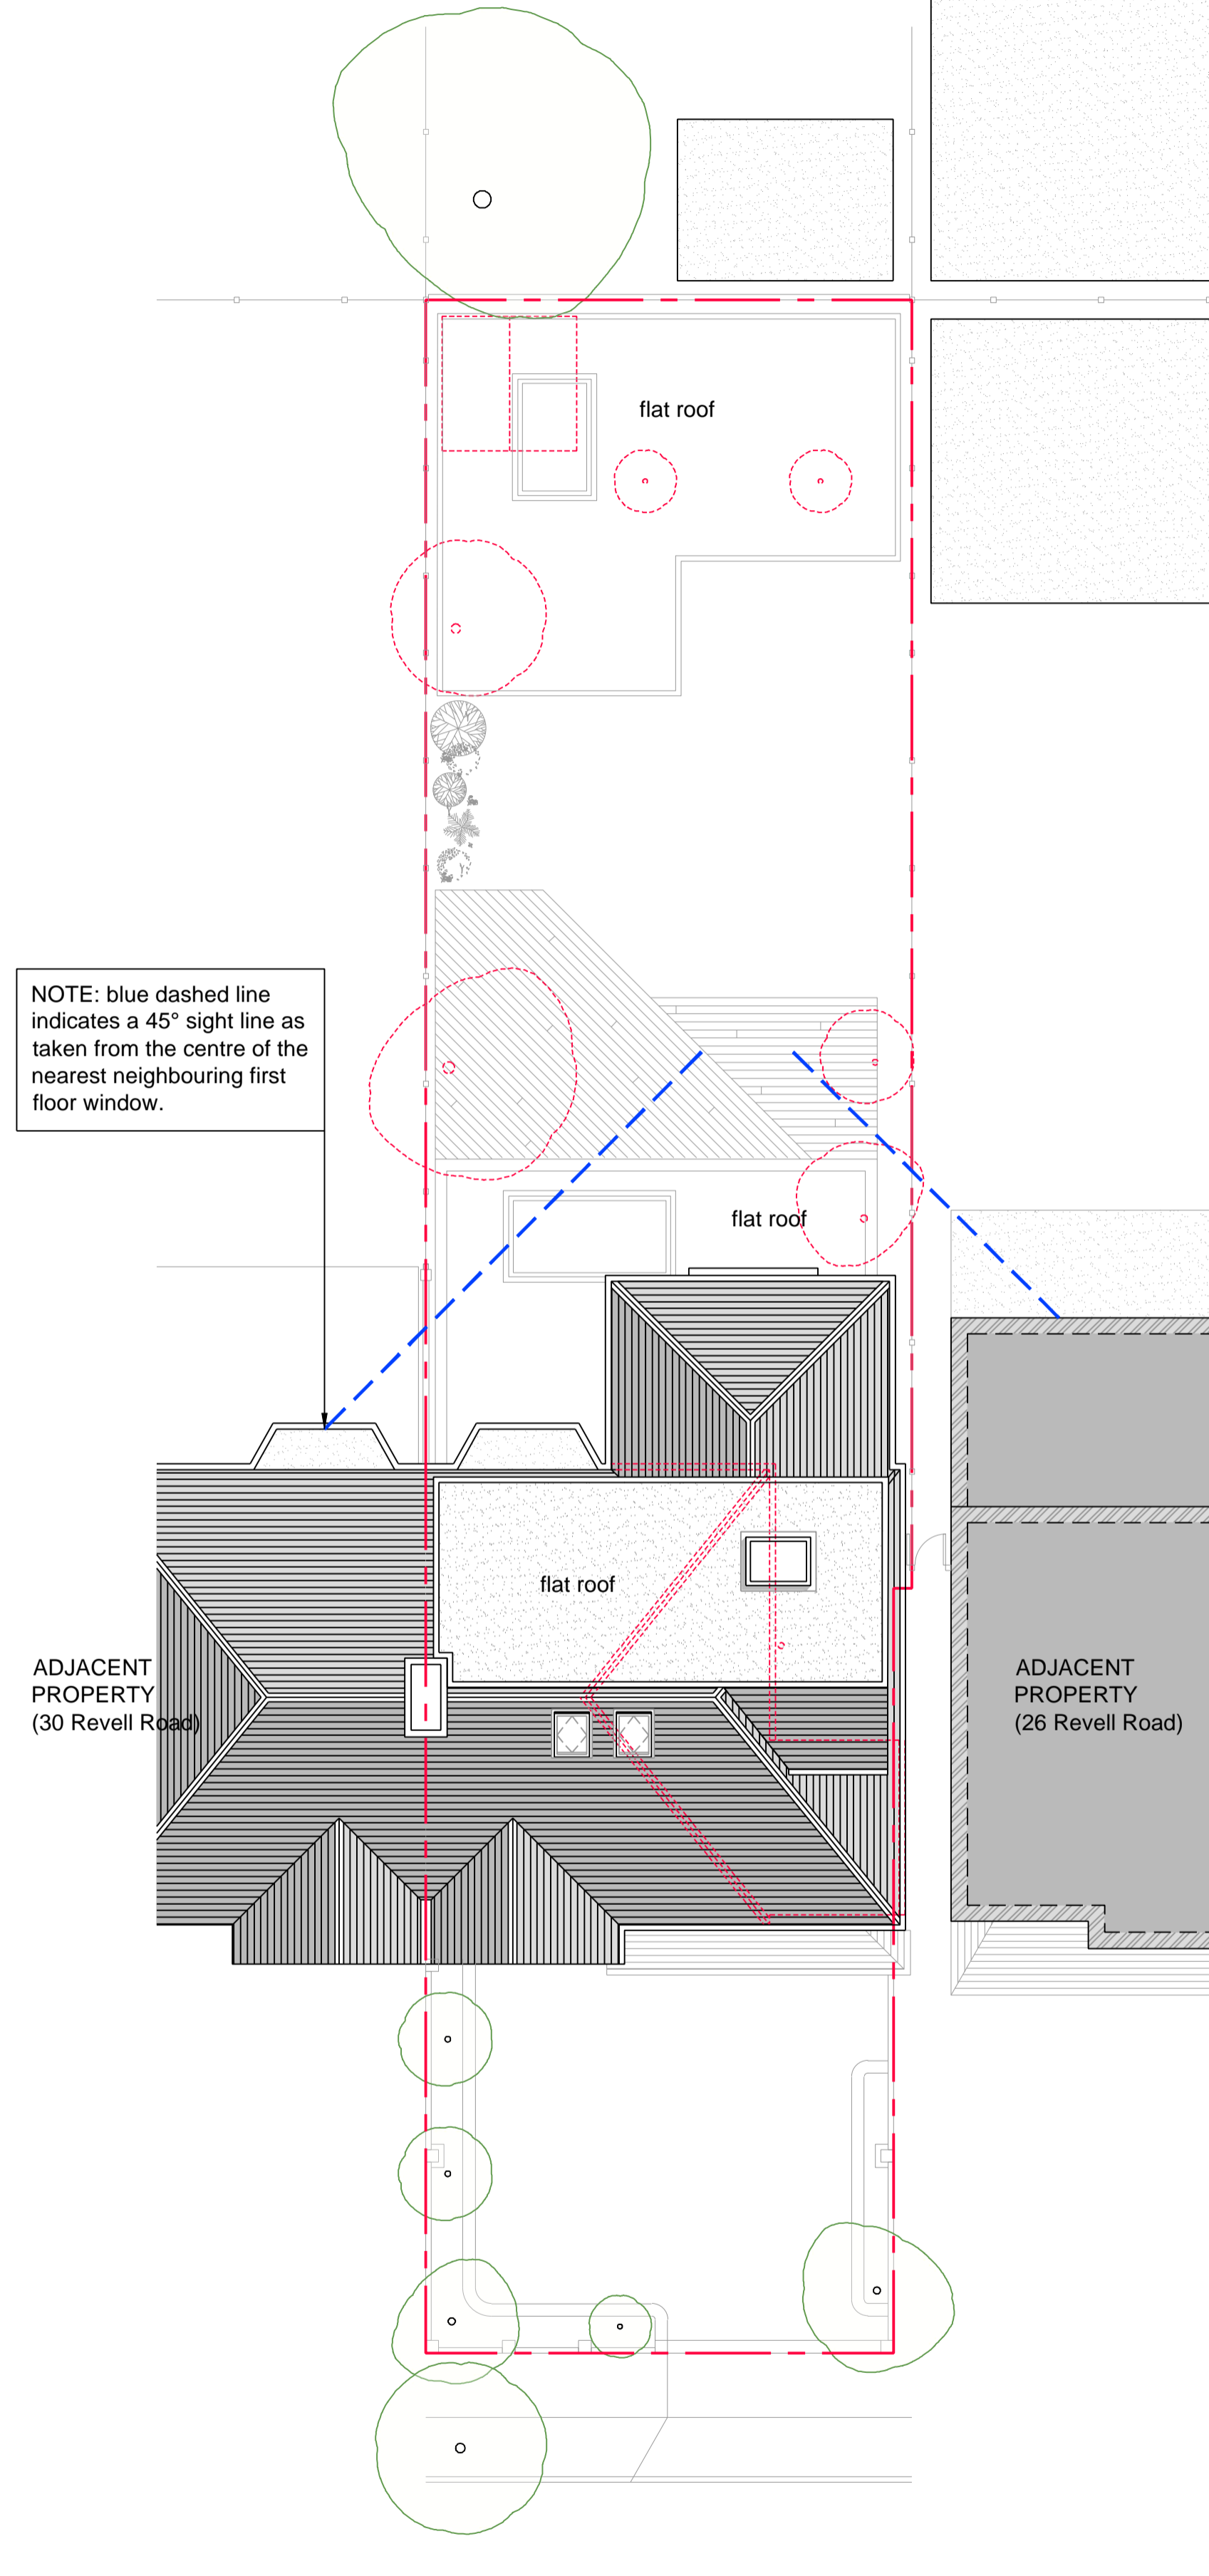 flat roof
NOTE: blue dashed line
indicates a 45° sight line as
taken from the centre of the
nearest neighbouring first
floor window.
flat roof
flat roof
ADJACENT
PROPERTY
(30 Revell Road)
ADJACENT
PROPERTY
(26 Revell Road)